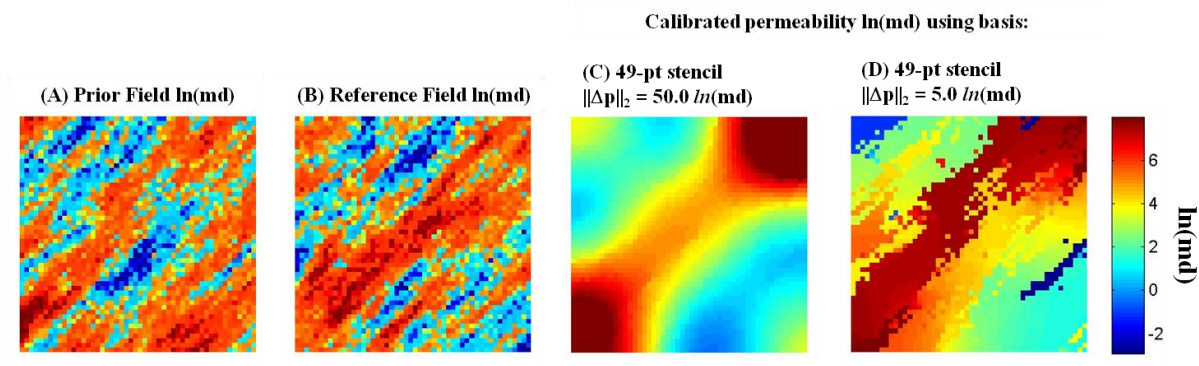 Calibrated permeability ln(md) using basis:
(A) Prior Field ln(md)
(B) Reference Field ln(md)
(C) 49-pt stencil
||Δp||₂ = 50.0 ln(md)
(D) 49-pt stencil
||Δp||₂ = 5.0 ln(md)
6
4
2
0
-2
ln(md)